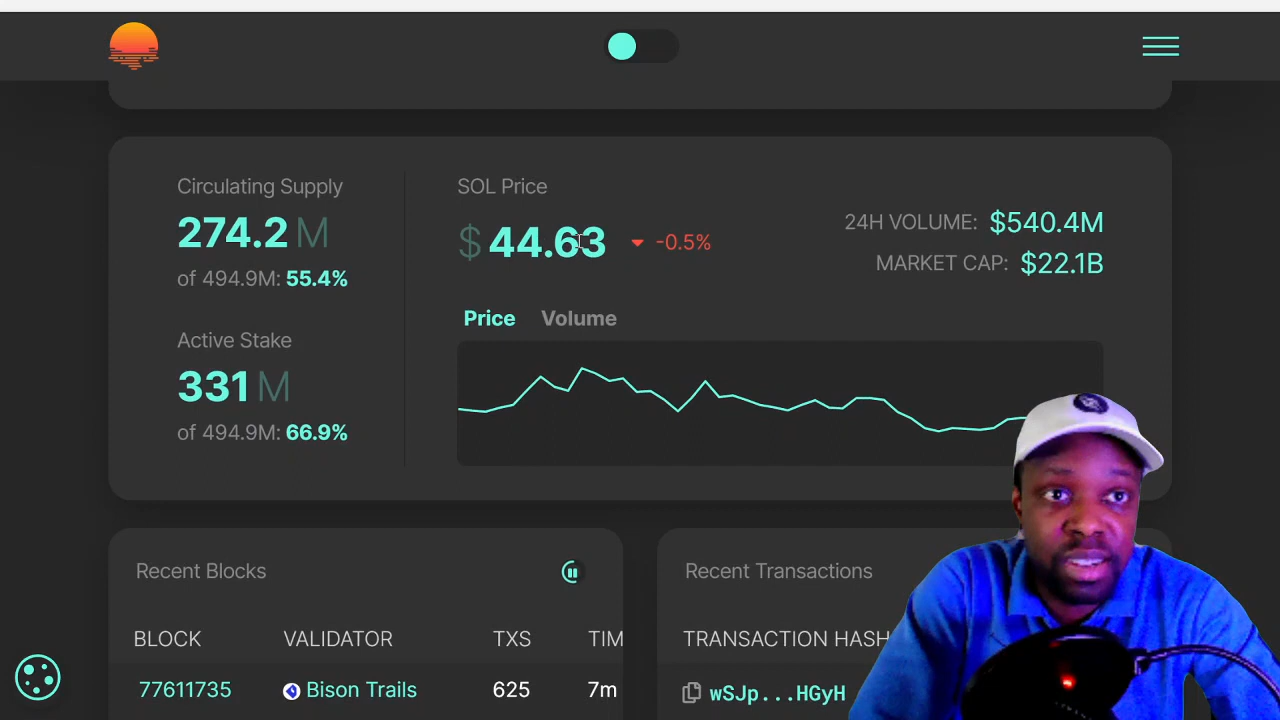 Circulating Supply
274.2 M
of 494.9M: 55.4%
Active Stake
331 M
of 494.9M: 66.9%
SOL Price
$ 44.63 -0.5%
24H VOLUME: $540.4M
MARKET CAP: $22.1B
Price Volume
Recent Blocks
BLOCK VALIDATOR TXS TIM
77611735 Bison Trails 625 7m
Recent Transactions
TRANSACTION HASH
wSJp...HGyH